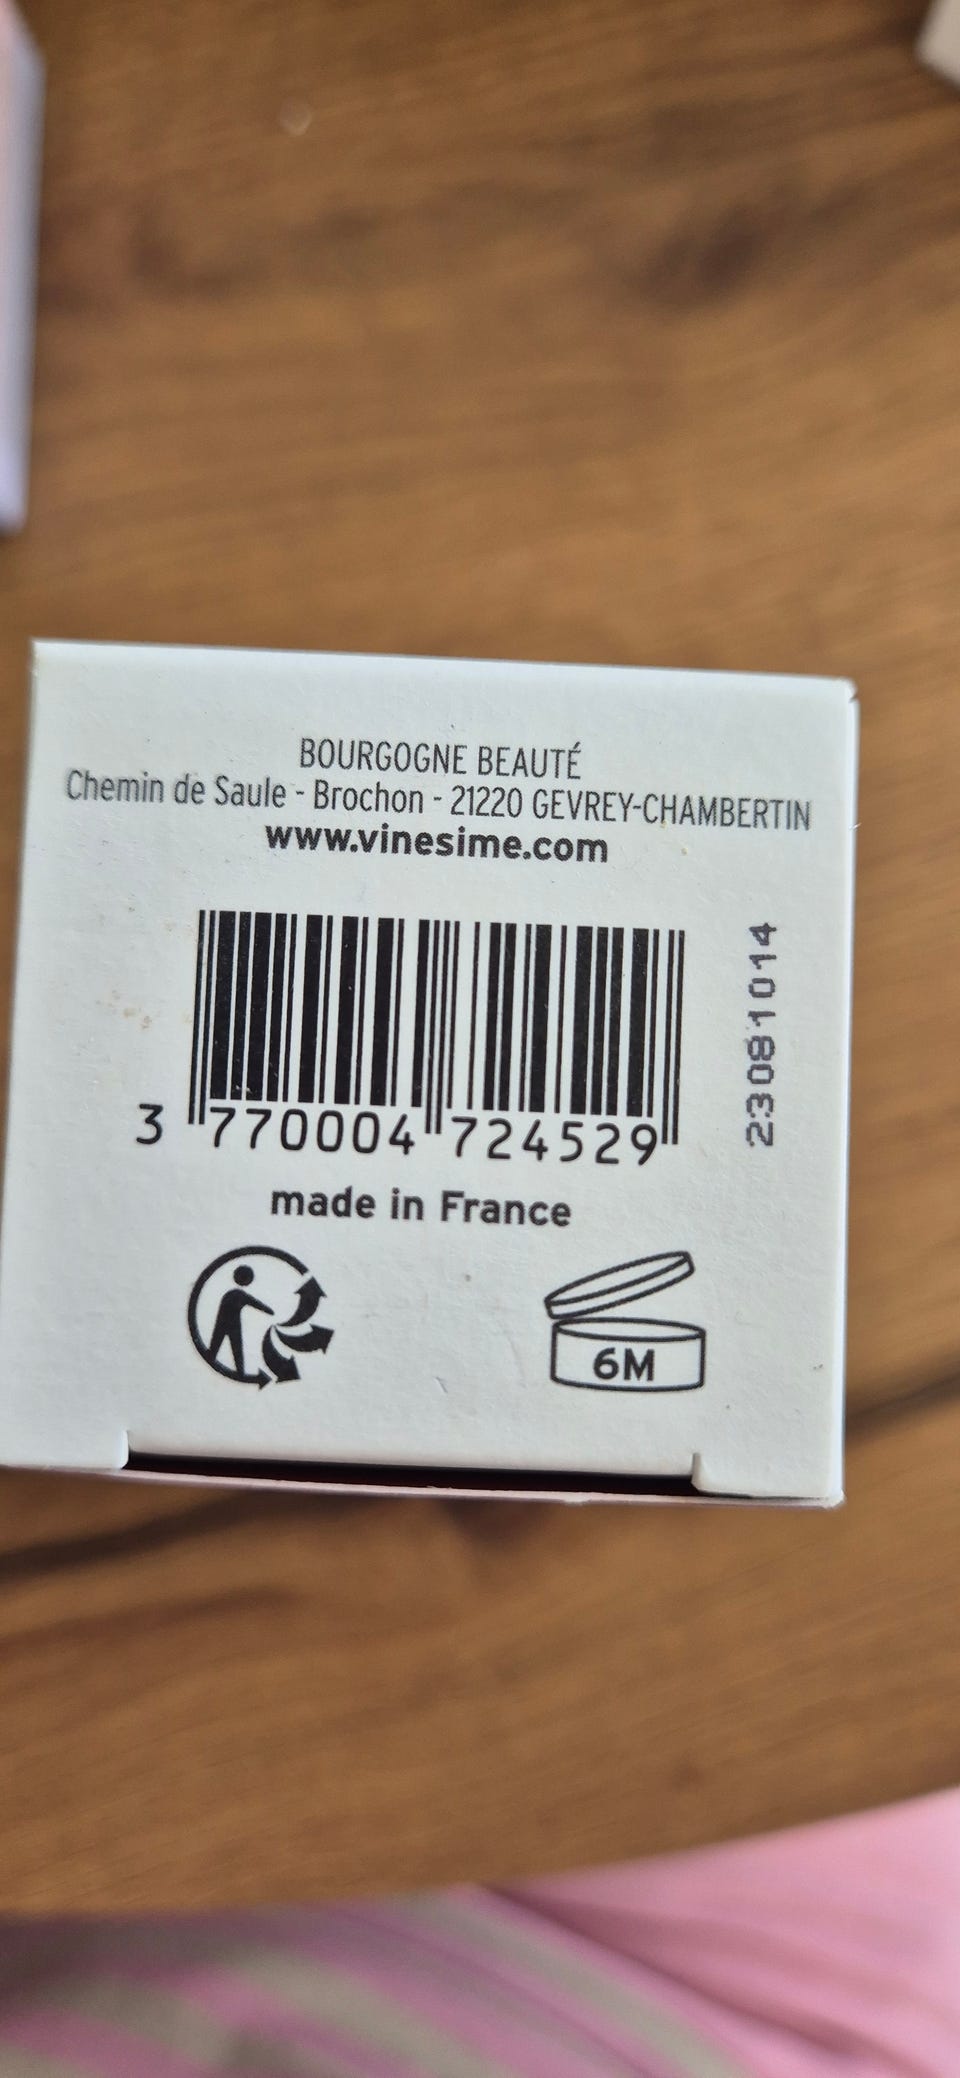 BOURGOGNE BEAUTÉ
Chemin de Saule - Brochon - 21220 GEVREY-CHAMBERTIN
www.vinesime.com
3 770004 724529
23081014
made in France
6M